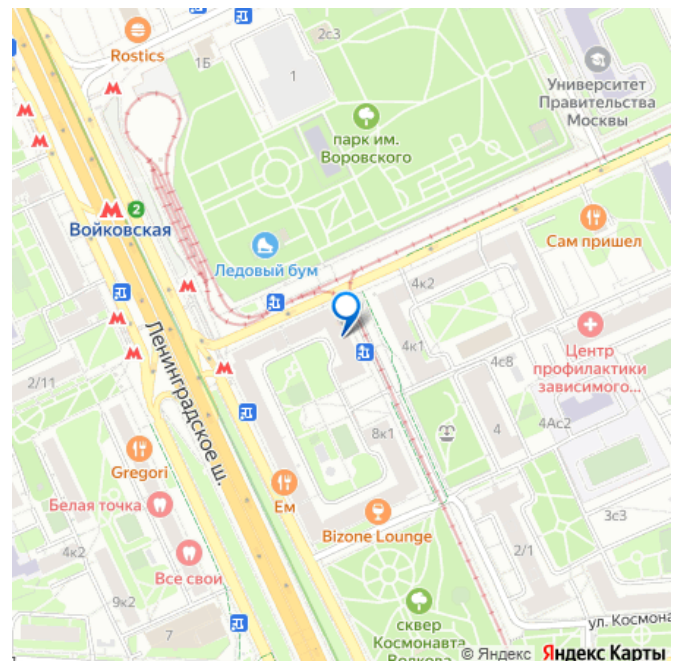 2с3
Rostics
1Б
1
Университет
Правительства
Москвы
парк им.
Воровского
2
Войковская
Сам пришел
Ледовый бум
4к2
4к1
Центр
профилактики
зависимого...
4с8
2/11
Ленинградское ш.
4Ас2
8к1
4
Gregori
Ем
Белая точка
3с3
Bizone Lounge
4к2
Все свои
2/1
9к2
7
сквер
Космонавта
Волкова
ул. Космона
© Яндекс Яндекс Карты